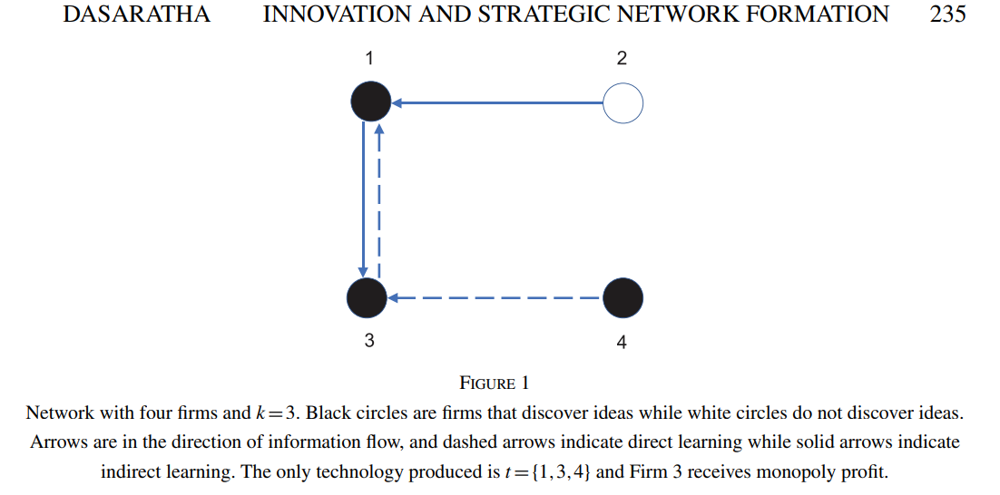 DASARATHA INNOVATION AND STRATEGIC NETWORK FORMATION 235
1 2
3 4
FIGURE 1
Network with four firms and k=3. Black circles are firms that discover ideas while white circles do not discover ideas.
Arrows are in the direction of information flow, and dashed arrows indicate direct learning while solid arrows indicate
indirect learning. The only technology produced is t={1,3,4} and Firm 3 receives monopoly profit.